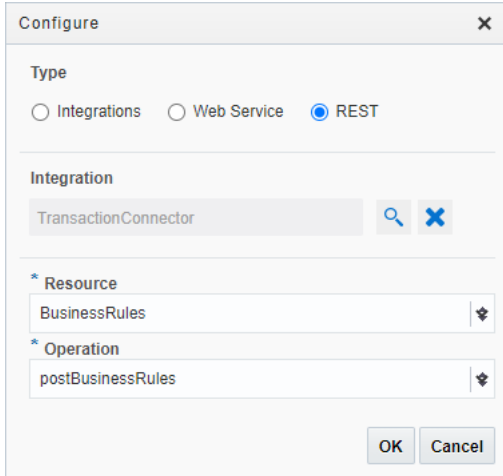 Configure
Type
Integrations Web Service REST
Integration
TransactionConnector
* Resource
BusinessRules
* Operation
postBusinessRules
OK Cancel